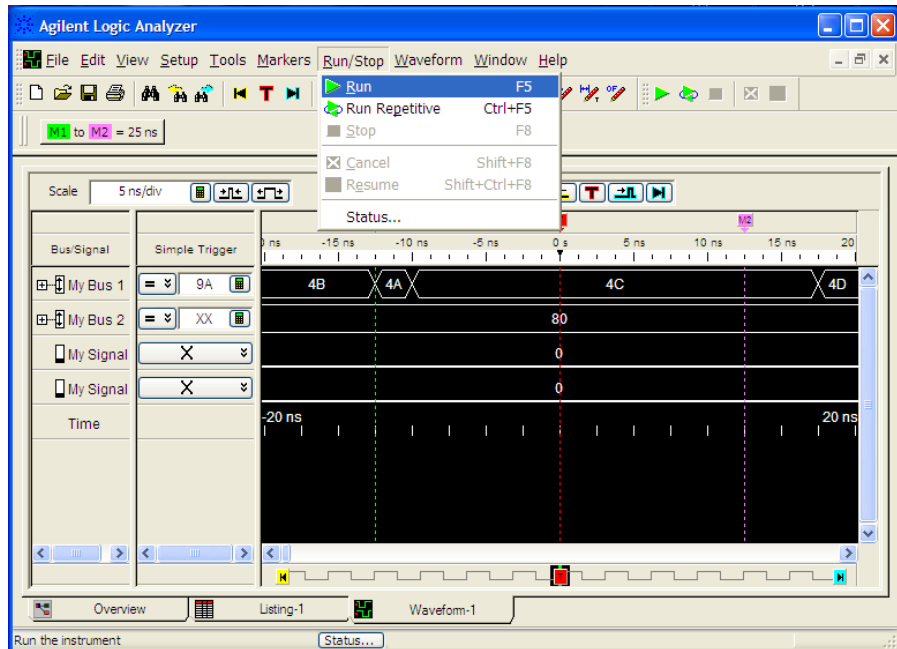 Agilent Logic Analyzer
File Edit View Setup Tools Markers Run/Stop Waveform Window Help
Run F5
Run Repetitive Ctrl+F5
Stop F8
Cancel Shift+F8
Resume Shift+Ctrl+F8
Status...
M1 to M2 = 25 ns
Scale 5 ns/div
M2
Bus/Signal Simple Trigger ns -15 ns -10 ns -5 ns 0 s 5 ns 10 ns 15 ns 20
My Bus 1 = 9A 4B 4A 4C 4D
My Bus 2 = XX 80
My Signal X 0
My Signal X 0
Time -20 ns 20 ns
Overview Listing-1 Waveform-1
Run the instrument Status...